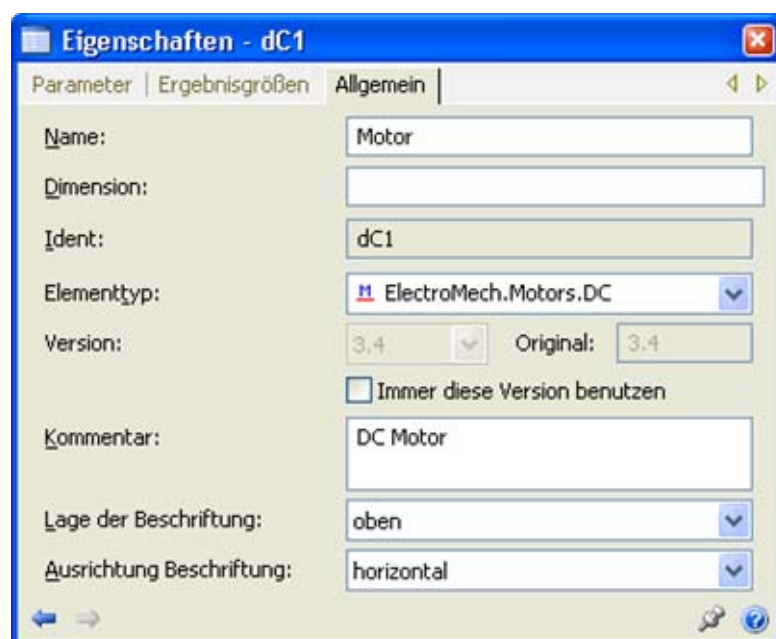 Eigenschaften - dC1
Parameter | Ergebnisgrößen Allgemein
Name: Motor
Dimension:
Ident: dC1
Elementtyp: ElectroMech.Motors.DC
Version: 3.4 Original: 3.4
Immer diese Version benutzen
Kommentar: DC Motor
Lage der Beschriftung: oben
Ausrichtung Beschriftung: horizontal